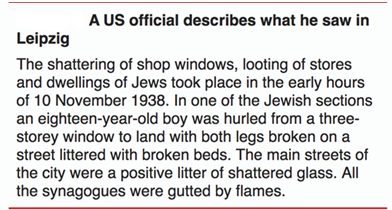 A US official describes what he saw in
Leipzig
The shattering of shop windows, looting of stores
and dwellings of Jews took place in the early hours
of 10 November 1938. In one of the Jewish sections
an eighteen-year-old boy was hurled from a three-
storey window to land with both legs broken on a
street littered with broken beds. The main streets of
the city were a positive litter of shattered glass. All
the synagogues were gutted by flames.